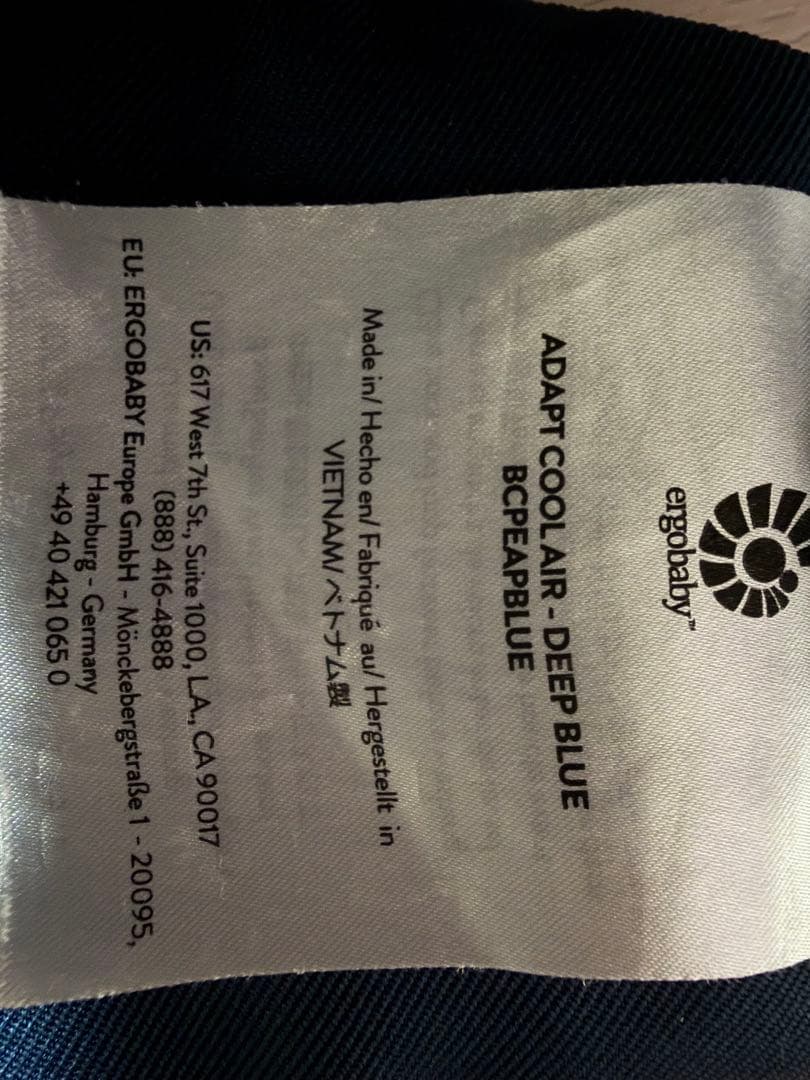 ergobaby™
ADAPT COOL AIR - DEEP BLUE
BCPEAPBLUE
Made in/ Hecho en/ Fabriqué au/ Hergestellt in
VIETNAM/ベトナム製
US: 617 West 7th St., Suite 1000, L.A., CA 90017
(888) 416-4888
EU: ERGOBABY Europe GmbH - Mönckebergstraße 1 - 20095,
Hamburg - Germany
+49 40 421 065 0